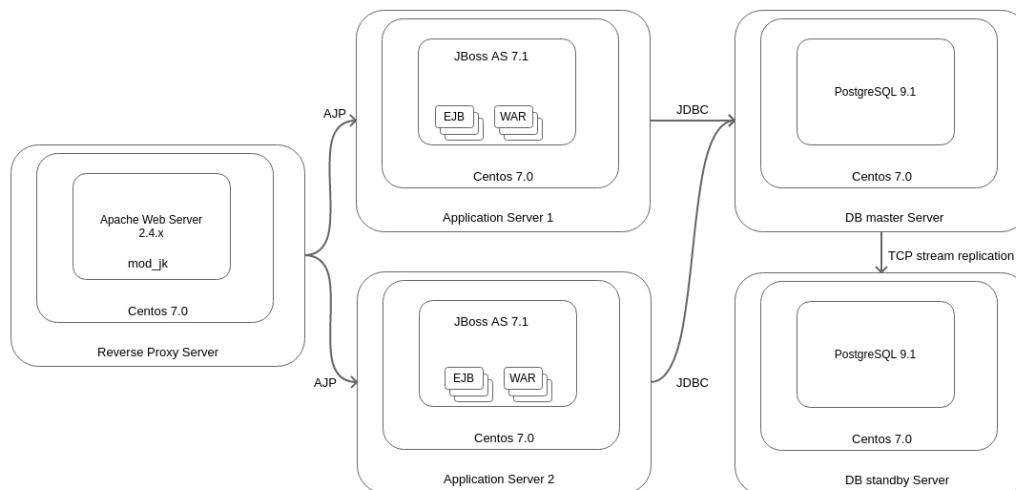 Apache Web Server
2.4.x
mod_jk
Centos 7.0
Reverse Proxy Server
AJP
AJP
JBoss AS 7.1
EJB
WAR
Centos 7.0
Application Server 1
JBoss AS 7.1
EJB
WAR
Centos 7.0
Application Server 2
JDBC
JDBC
PostgreSQL 9.1
Centos 7.0
DB master Server
TCP stream replication
PostgreSQL 9.1
Centos 7.0
DB standby Server